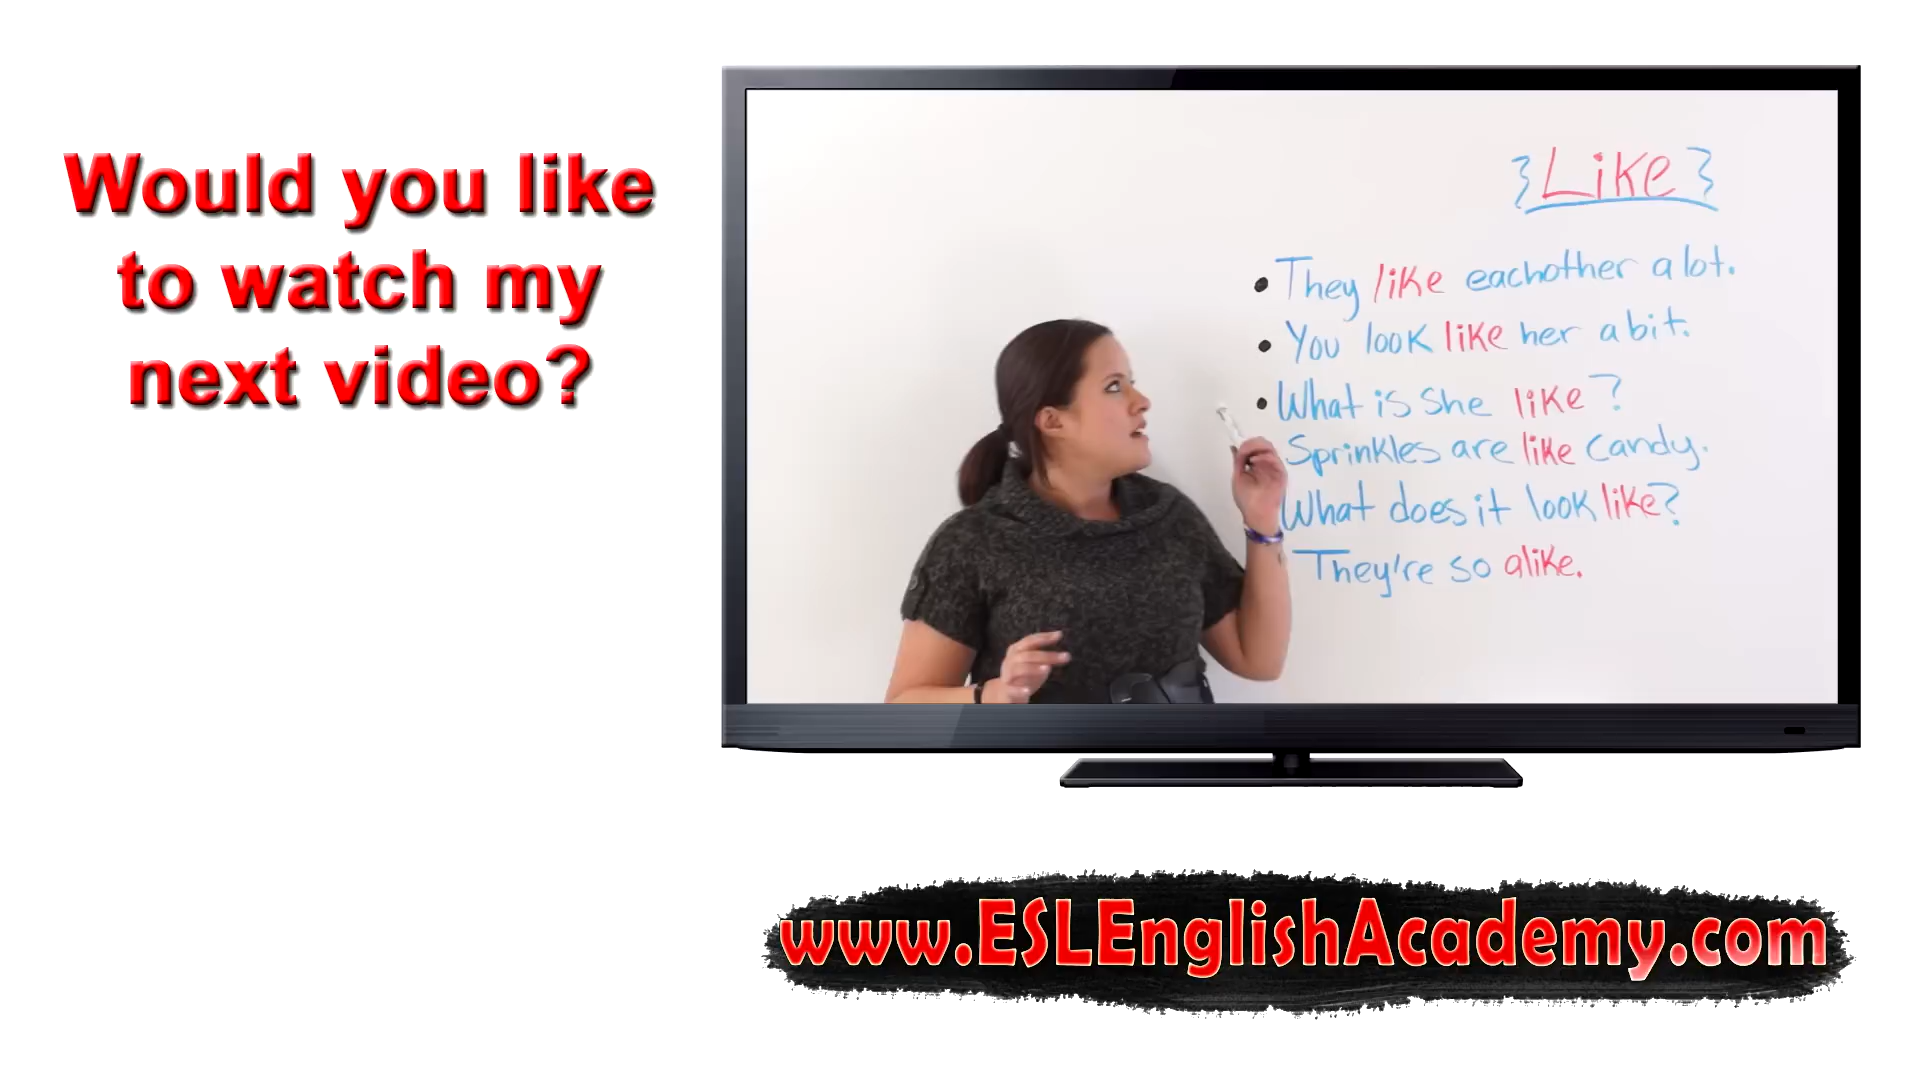 Would you like
to watch my
next video?
{Like}
• They like eachother a lot.
• You look like her a bit.
• What is she like?
Sprinkles are like candy.
What does it look like?
They're so alike.
www.ESLEnglishAcademy.com